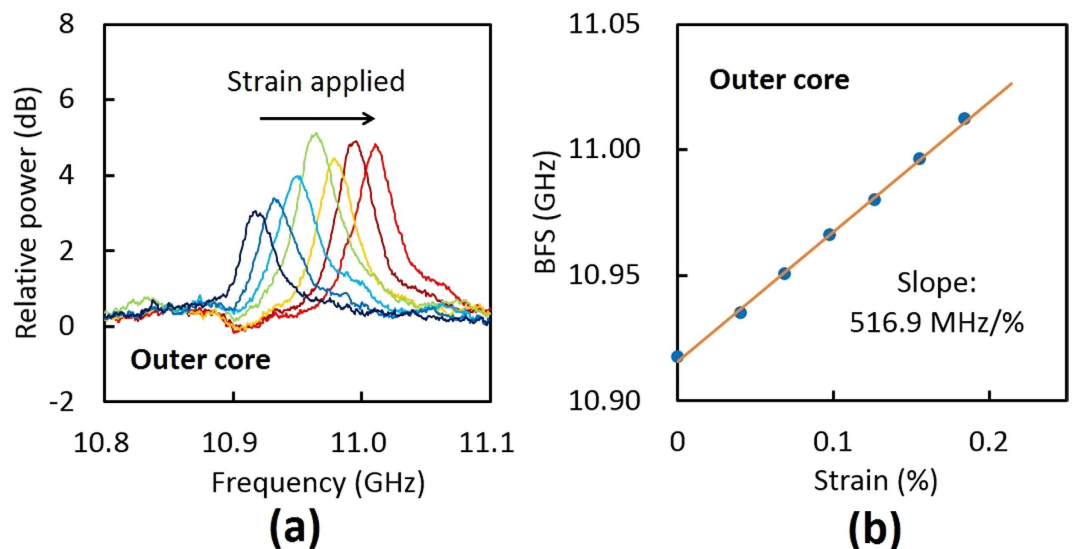 8
6
4
2
0
-2
Relative power (dB)
Strain applied
Outer core
10.8
10.9
11.0
11.1
Frequency (GHz)
(a)
11.05
11.00
10.95
10.90
BFS (GHz)
Outer core
Slope:
516.9 MHz/%
0
0.1
0.2
Strain (%)
(b)